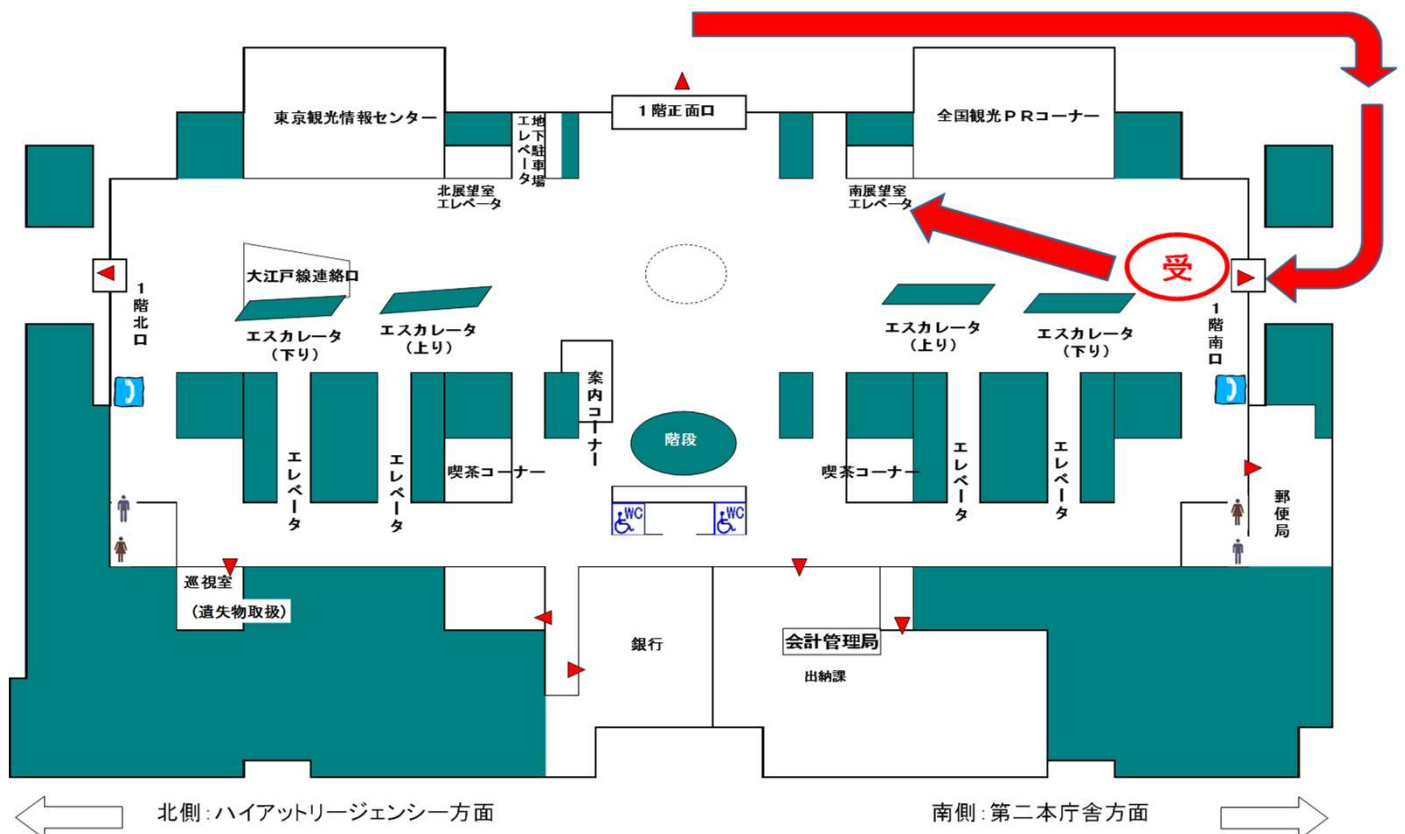 1階正面口
東京観光情報センター
地下駐車場
エレベータ
全国観光PRコーナー
北展望室
エレベータ
南展望室
エレベータ
受
大江戸線連絡口
1階北口
エスカレータ
(下り)
エスカレータ
(上り)
エスカレータ
(上り)
エスカレータ
(下り)
1階南口
案内コーナー
階段
エレベータ
エレベータ
喫茶コーナー
喫茶コーナー
エレベータ
エレベータ
郵便局
WC
WC
巡視室
(遺失物取扱)
銀行
会計管理局
出納課
北側:ハイアットリージェンシー方面
南側:第二本庁舎方面